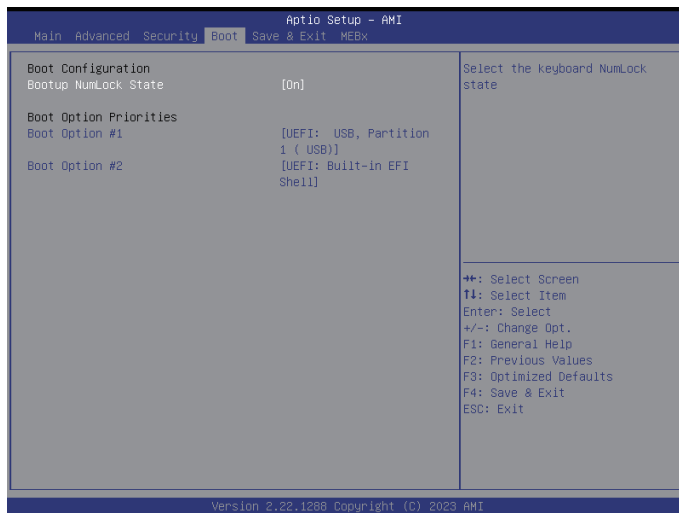 Aptio Setup – AMI
Main Advanced Security Boot Save & Exit MEBx
Boot Configuration
Bootup NumLock State [On]
Boot Option Priorities
Boot Option #1 [UEFI: USB, Partition
1 ( USB)]
Boot Option #2 [UEFI: Built-in EFI
Shell]
Select the keyboard NumLock
state
→←: Select Screen
↑↓: Select Item
Enter: Select
+/-: Change Opt.
F1: General Help
F2: Previous Values
F3: Optimized Defaults
F4: Save & Exit
ESC: Exit
Version 2.22.1288 Copyright (C) 2023 AMI